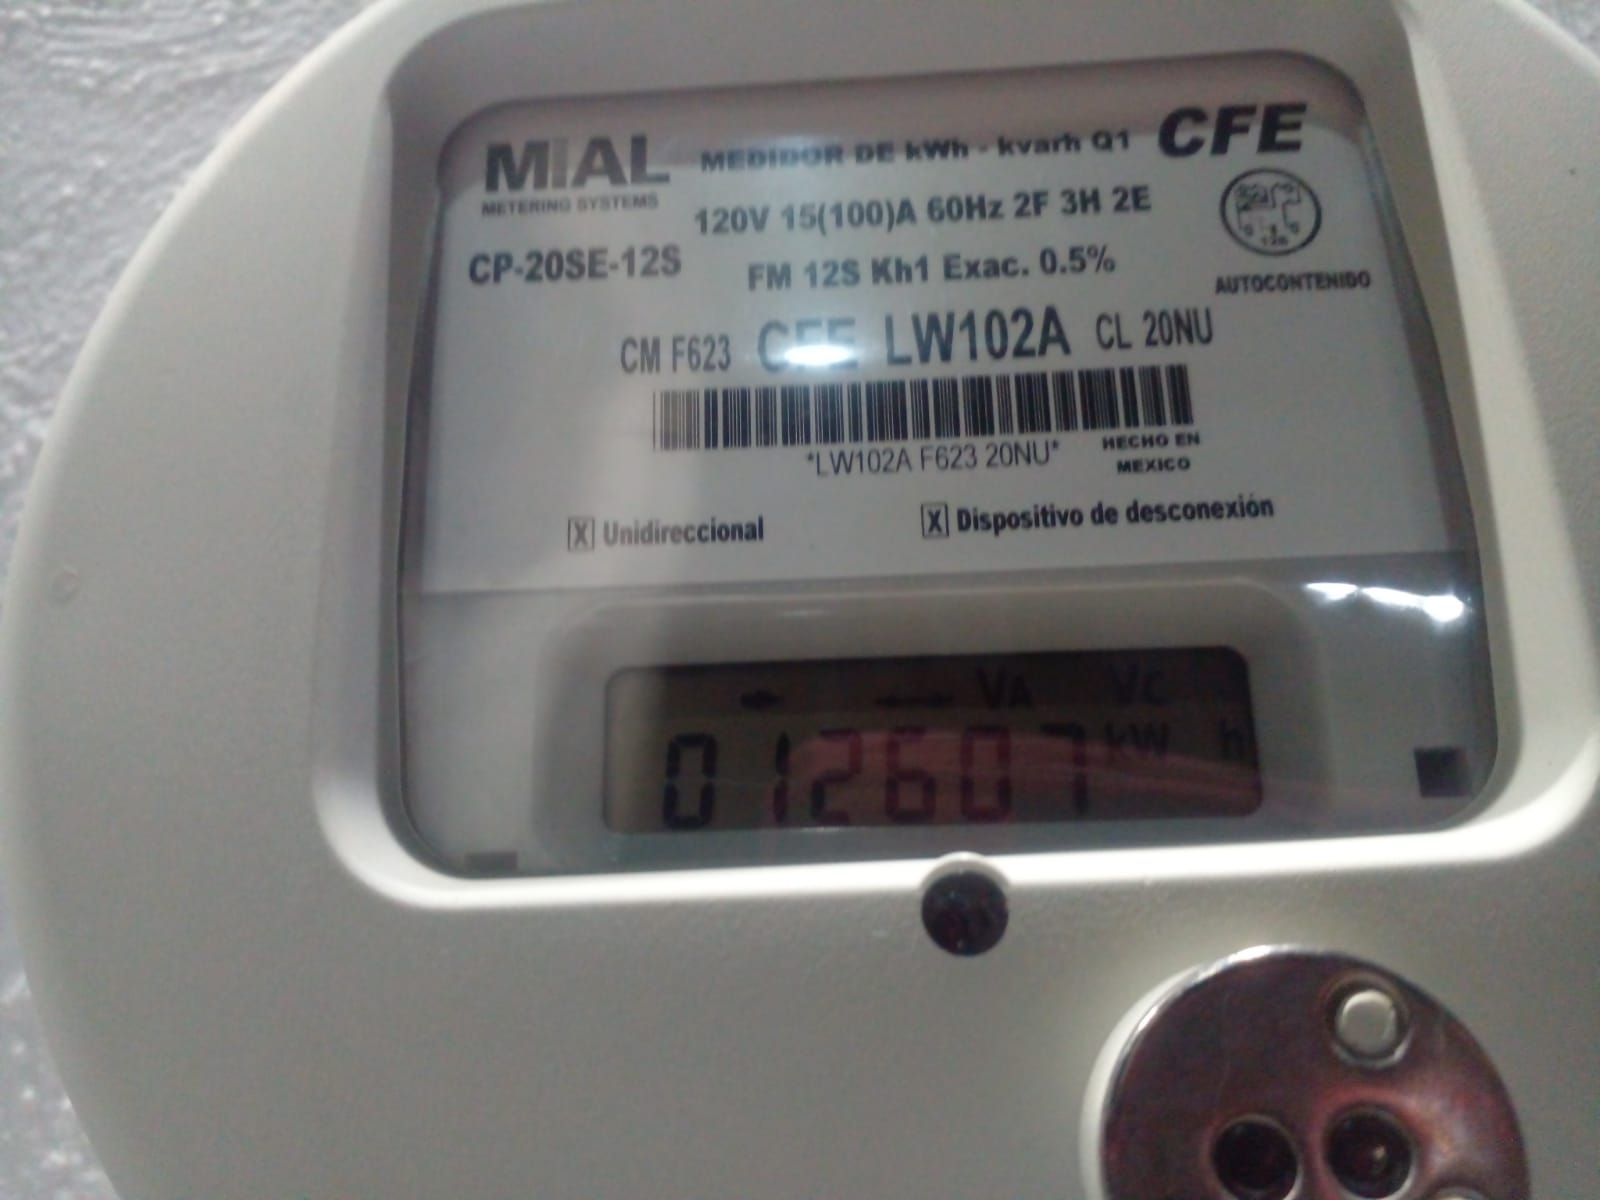 MIAL MEDIDOR DE kWh - kvarh Q1 CFE
METERING SYSTEMS
120V 15(100)A 60Hz 2F 3H 2E
CP-20SE-12S FM 12S Kh1 Exac. 0.5%
AUTOCONTENIDO
CM F623 CFE LW102A CL 20NU
*LW102A F623 20NU* HECHO EN
MEXICO
X Unidireccional X Dispositivo de desconexión
VA VC
012607 kW h